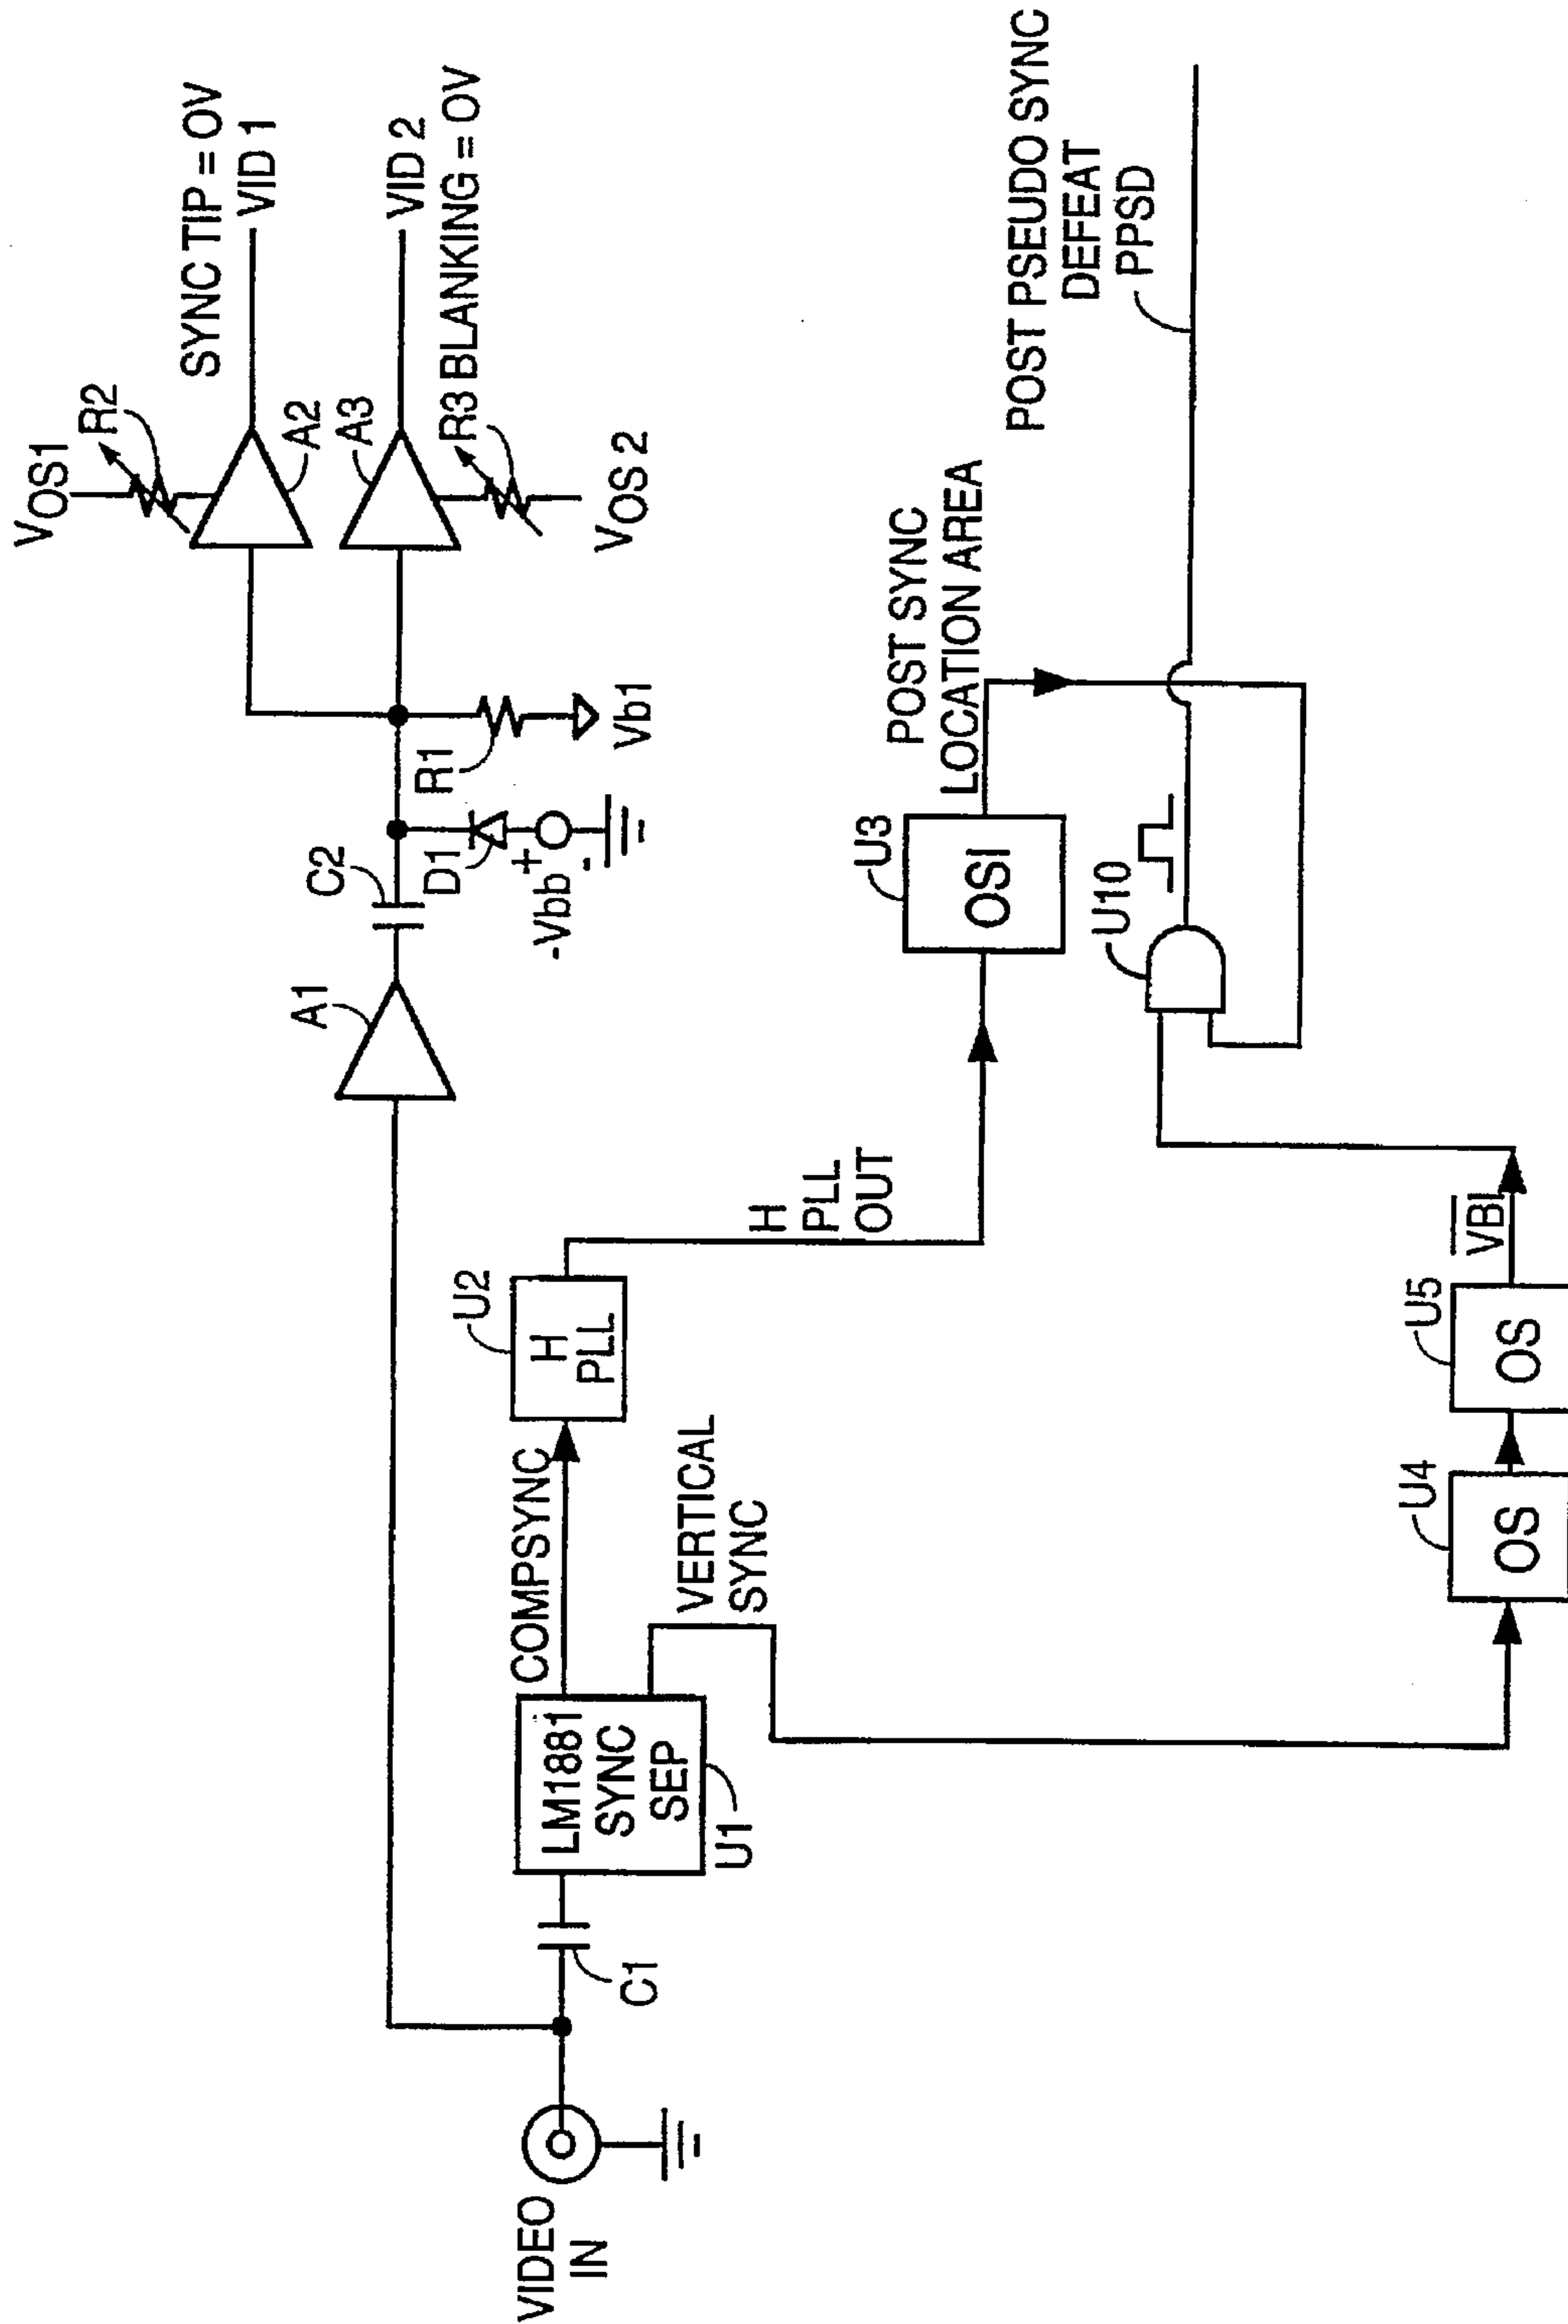 VIDEO
IN
C1
LM1881
SYNC
SEP
U1
COMPSYNC
VERTICAL
SYNC
U2
H
PLL
H
PLL
OUT
A1
C2
D1
+
-Vbb
-
R1
Vb1
VOS1
R2
A2
SYNC TIP = OV
VID 1
A3
VID 2
R3 BLANKING = OV
VOS 2
U3
OSI
POST SYNC
LOCATION AREA
U10
POST PSEUDO SYNC
DEFEAT
PPSD
U4
OS
U5
OS
VBI